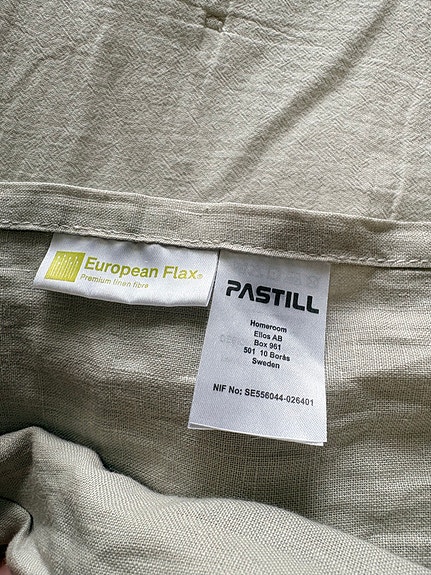 European Flax®
Premium linen fibre
PASTILL
Homeroom
Ellos AB
Box 961
501 10 Borås
Sweden
NIF No: SE556044-026401